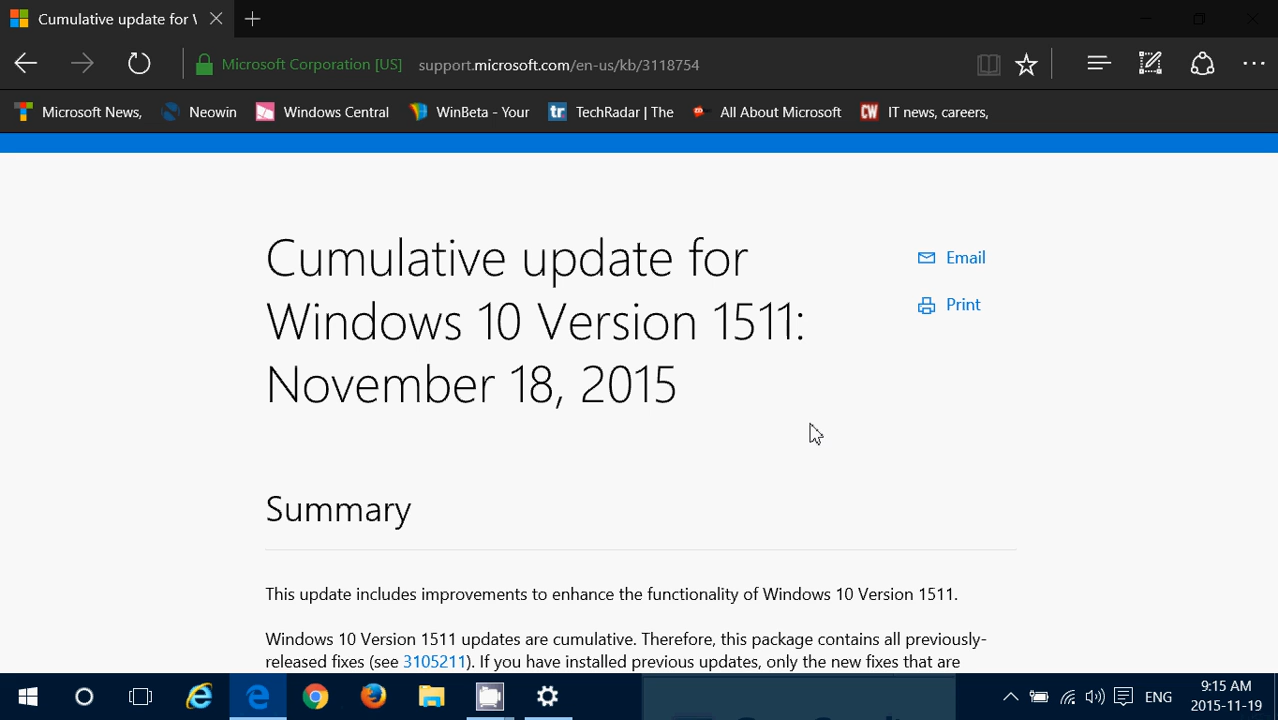 Cumulative update for V
Microsoft Corporation [US] support.microsoft.com/en-us/kb/3118754
Microsoft News, Neowin Windows Central WinBeta - Your TechRadar | The All About Microsoft CW IT news, careers,
Cumulative update for
Windows 10 Version 1511:
November 18, 2015
Email
Print
Summary
This update includes improvements to enhance the functionality of Windows 10 Version 1511.
Windows 10 Version 1511 updates are cumulative. Therefore, this package contains all previously-
released fixes (see 3105211). If you have installed previous updates, only the new fixes that are
ENG
9:15 AM
2015-11-19